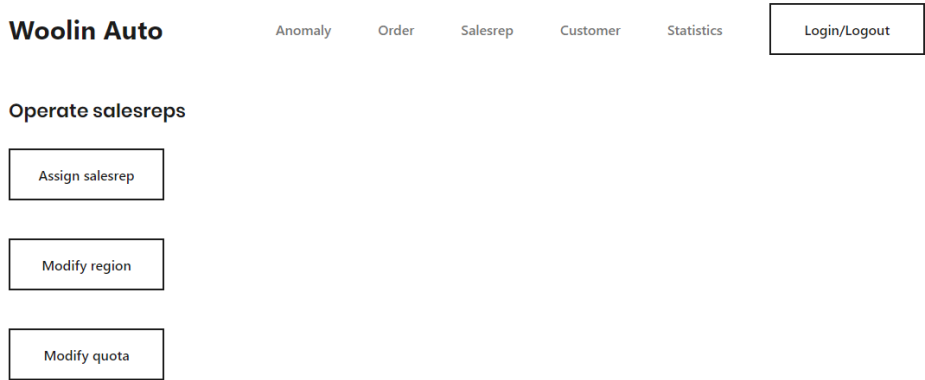 Woolin Auto Anomaly Order Salesrep Customer Statistics Login/Logout
Operate salesreps
Assign salesrep
Modify region
Modify quota